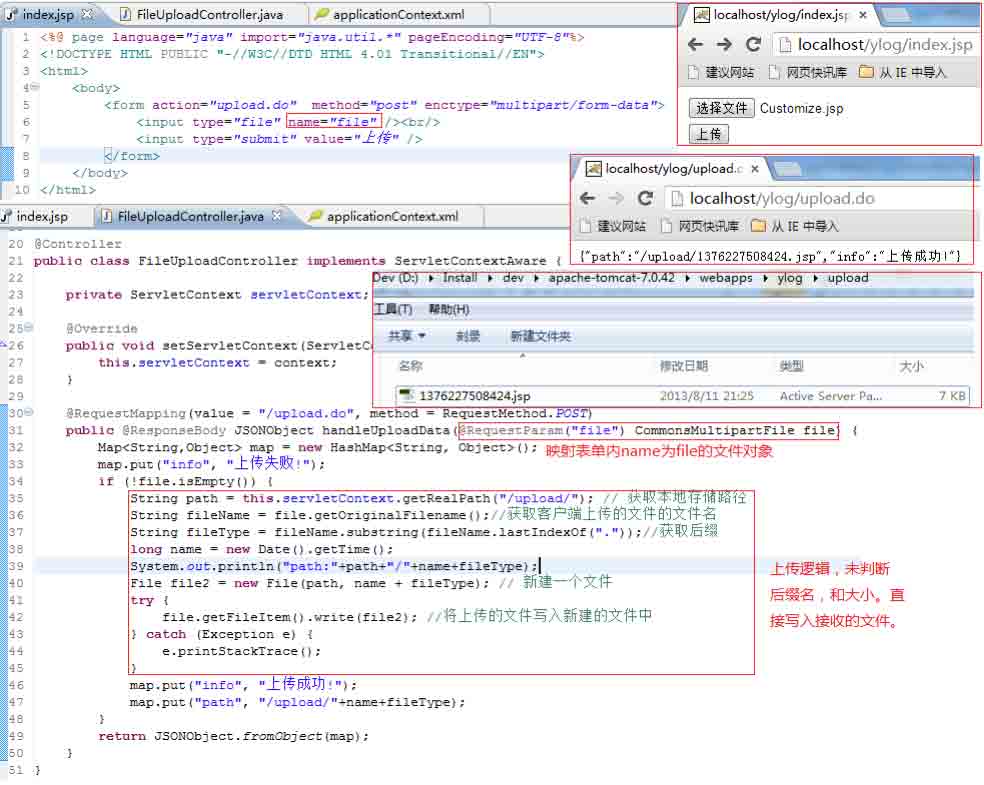 index.jsp
FileUploadController.java
applicationContext.xml
1 <%@ page language="java" import="java.util.*" pageEncoding="UTF-8"%>
2 <!DOCTYPE HTML PUBLIC "-//W3C//DTD HTML 4.01 Transitional//EN">
3 <html>
4 <body>
5 <form action="upload.do" method="post" enctype="multipart/form-data">
6 <input type="file" name="file" /><br/>
7 <input type="submit" value="上传" />
8 </form>
9 </body>
10 </html>
localhost/ylog/index.jsp
localhost/ylog/index.jsp
建议网站 网页快讯库 从 IE 中导入
选择文件 Customize.jsp
上传
localhost/ylog/upload.d
localhost/ylog/upload.do
建议网站 网页快讯库 从 IE 中导入
{"path":"/upload/1376227508424.jsp","info":"上传成功!"}
Dev (D:) Install dev apache-tomcat-7.0.42 webapps ylog upload
工具(T) 帮助(H)
共享 刻录 新建文件夹
名称 修改日期 类型 大小
1376227508424.jsp 2013/8/11 21:25 Active Server Pa... 7 KB
index.jsp
FileUploadController.java
applicationContext.xml
20 @Controller
21 public class FileUploadController implements ServletContextAware {
22
23 private ServletContext servletContext;
24
25 @Override
26 public void setServletContext(ServletCo
27 this.servletContext = context;
28 }
29
30 @RequestMapping(value = "/upload.do", method = RequestMethod.POST)
31 public @ResponseBody JSONObject handleUploadData(@RequestParam("file") CommonsMultipartFile file) {
32 Map<String,Object> map = new HashMap<String, Object>();
映射表单内name为file的文件对象
33 map.put("info", "上传失败!");
34 if (!file.isEmpty()) {
35 String path = this.servletContext.getRealPath("/upload/"); // 获取本地存储路径
36 String fileName = file.getOriginalFilename();//获取客户端上传的文件的文件名
37 String fileType = fileName.substring(fileName.lastIndexOf("."));//获取后缀
38 long name = new Date().getTime();
39 System.out.println("path:"+path+"/"+name+fileType);
40 File file2 = new File(path, name + fileType); // 新建一个文件
41 try {
42 file.getFileItem().write(file2); //将上传的文件写入新建的文件中
43 } catch (Exception e) {
44 e.printStackTrace();
45 }
46 map.put("info", "上传成功!");
47 map.put("path", "/upload/"+name+fileType);
48 }
49 return JSONObject.fromObject(map);
50 }
51 }
上传逻辑，未判断
后缀名，和大小。直
接写入接收的文件。